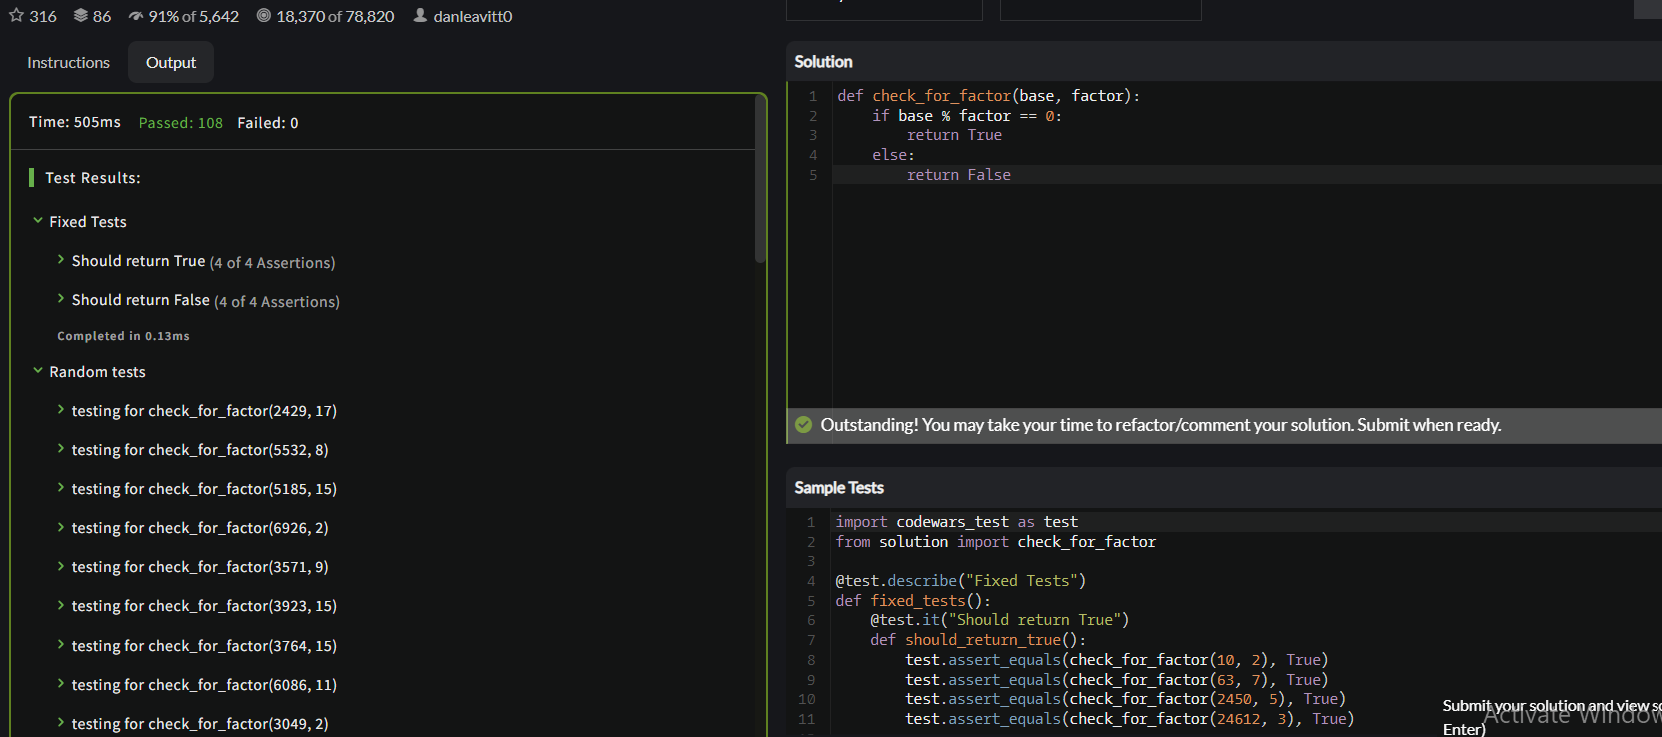 316 86 91% of 5,642 18,370 of 78,820 danleavitt0
Instructions Output
Time: 505ms Passed: 108 Failed: 0
Test Results:
Fixed Tests
Should return True (4 of 4 Assertions)
Should return False (4 of 4 Assertions)
Completed in 0.13ms
Random tests
testing for check_for_factor(2429, 17)
testing for check_for_factor(5532, 8)
testing for check_for_factor(5185, 15)
testing for check_for_factor(6926, 2)
testing for check_for_factor(3571, 9)
testing for check_for_factor(3923, 15)
testing for check_for_factor(3764, 15)
testing for check_for_factor(6086, 11)
testing for check_for_factor(3049, 2)
Solution
1 def check_for_factor(base, factor):
2     if base % factor == 0:
3         return True
4     else:
5         return False
Outstanding! You may take your time to refactor/comment your solution. Submit when ready.
Sample Tests
1 import codewars_test as test
2 from solution import check_for_factor
3
4 @test.describe("Fixed Tests")
5 def fixed_tests():
6     @test.it("Should return True")
7     def should_return_true():
8         test.assert_equals(check_for_factor(10, 2), True)
9         test.assert_equals(check_for_factor(63, 7), True)
10         test.assert_equals(check_for_factor(2450, 5), True)
11         test.assert_equals(check_for_factor(24612, 3), True)
Submit your solution and view
Enter)
Activate Window